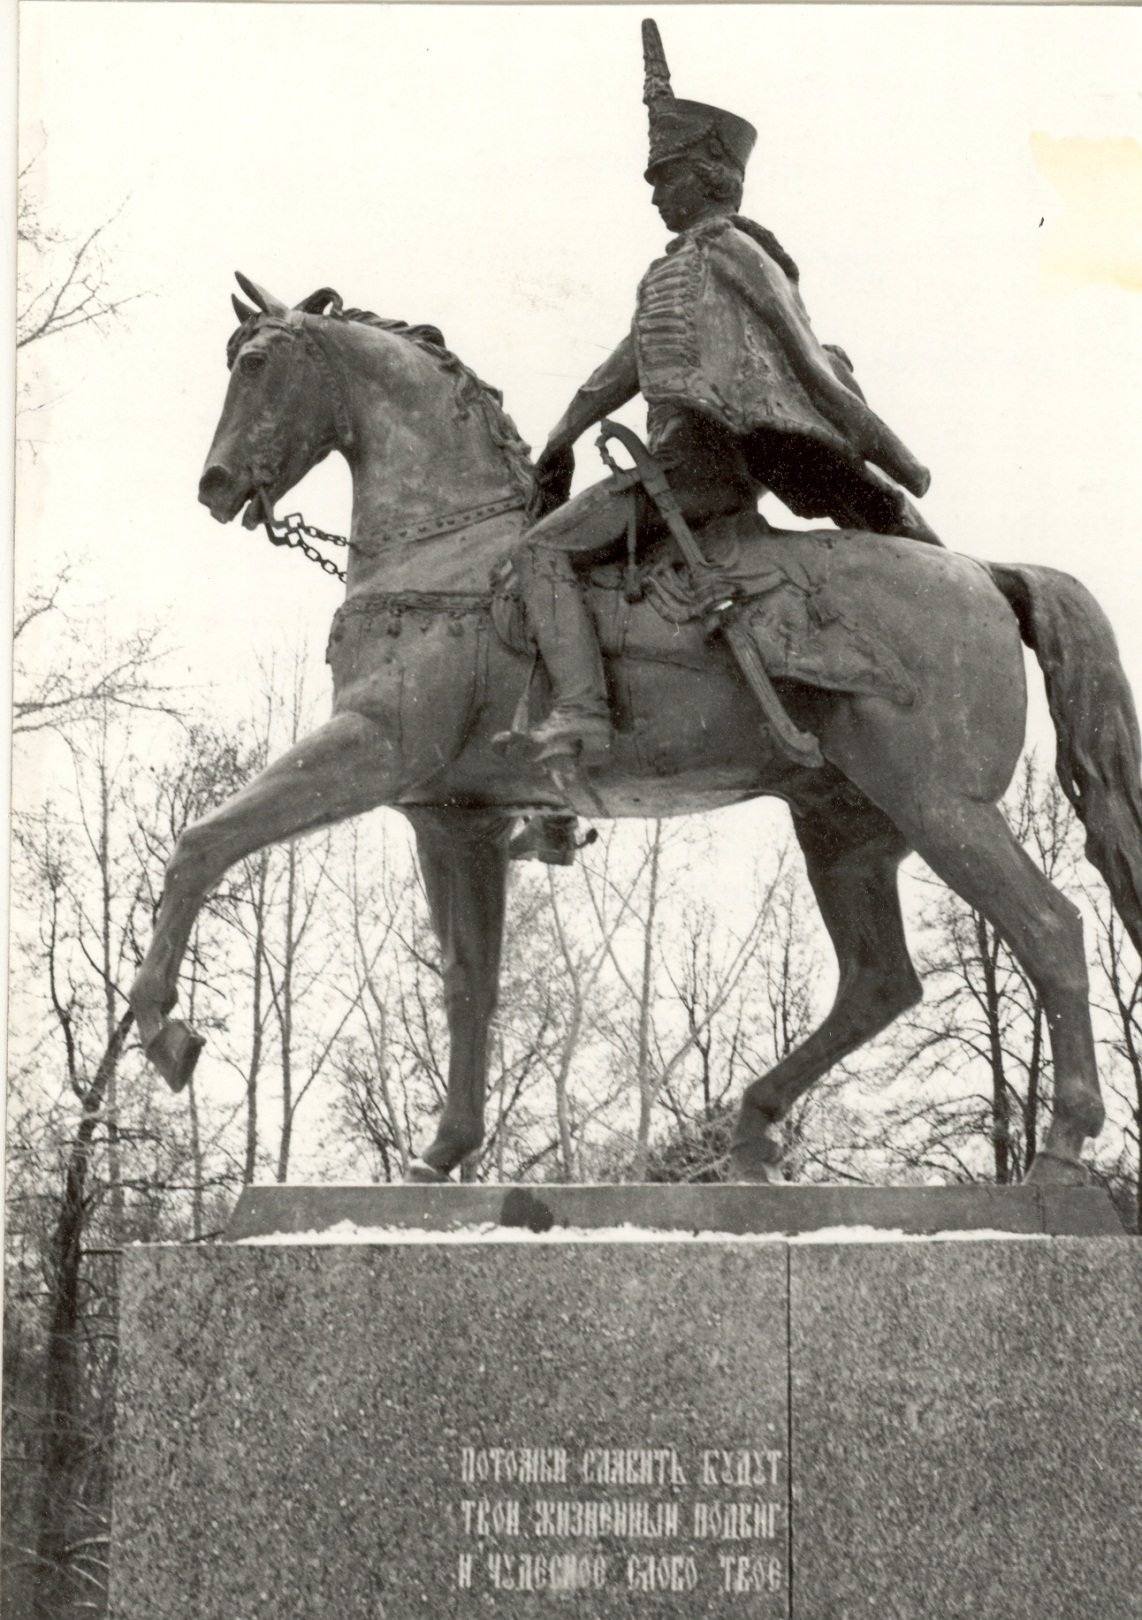 потомки славить будут
твой жизненный подвиг
и чудесное слово твое